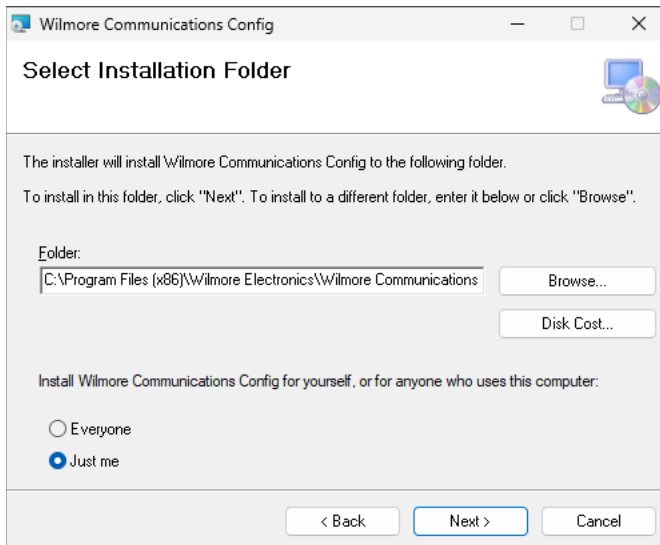 Wilmore Communications Config
Select Installation Folder
The installer will install Wilmore Communications Config to the following folder.
To install in this folder, click "Next". To install to a different folder, enter it below or click "Browse".
Folder:
C:\Program Files (x86)\Wilmore Electronics\Wilmore Communications
Browse...
Disk Cost...
Install Wilmore Communications Config for yourself, or for anyone who uses this computer:
Everyone
Just me
< Back
Next >
Cancel